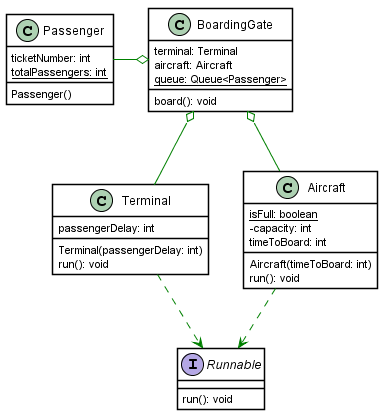 C Passenger
ticketNumber: int
totalPassengers: int
Passenger()
C BoardingGate
terminal: Terminal
aircraft: Aircraft
queue: Queue<Passenger>
board(): void
C Terminal
passengerDelay: int
Terminal(passengerDelay: int)
run(): void
C Aircraft
isFull: boolean
-capacity: int
timeToBoard: int
Aircraft(timeToBoard: int)
run(): void
I Runnable
run(): void